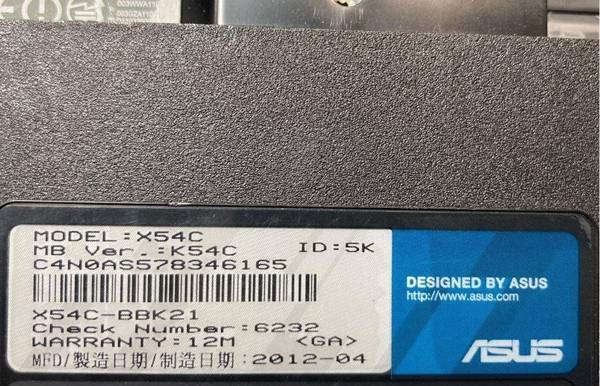 MODEL:X54C
MB Ver.:K54C ID:5K
C4N0AS578346165
X54C-BBK21
Check Number:6232
WARRANTY:12M <GA>
MFD/製造日期/制造日期:2012-04
DESIGNED BY ASUS
http://www.asus.com
ASUS